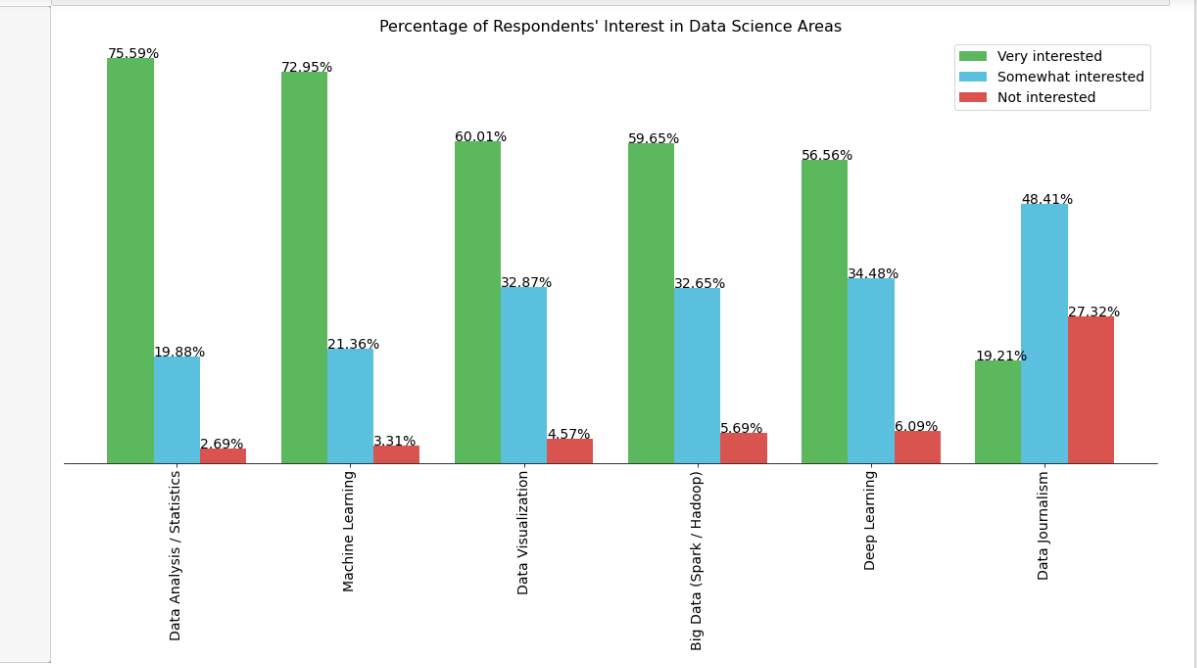 Percentage of Respondents' Interest in Data Science Areas
Very interested
Somewhat interested
Not interested
75.59%
19.88%
2.69%
72.95%
21.36%
3.31%
60.01%
32.87%
4.57%
59.65%
32.65%
5.69%
56.56%
34.48%
6.09%
19.21%
48.41%
27.32%
Data Analysis / Statistics
Machine Learning
Data Visualization
Big Data (Spark / Hadoop)
Deep Learning
Data Journalism